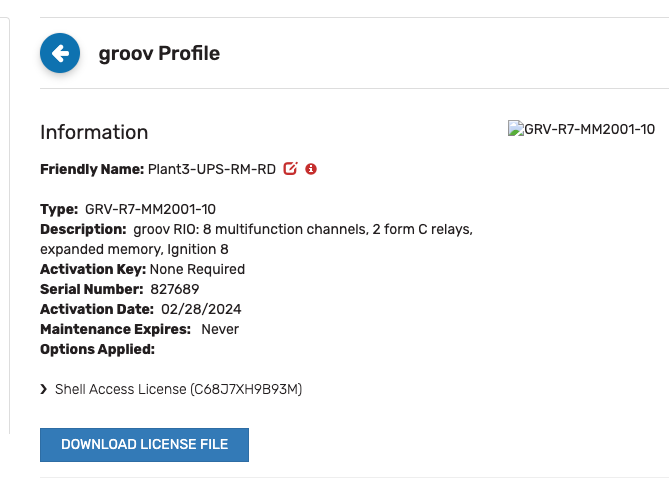 groov Profile
Information
GRV-R7-MM2001-10
Friendly Name: Plant3-UPS-RM-RD
Type: GRV-R7-MM2001-10
Description: groov RIO: 8 multifunction channels, 2 form C relays,
expanded memory, Ignition 8
Activation Key: None Required
Serial Number: 827689
Activation Date: 02/28/2024
Maintenance Expires: Never
Options Applied:
Shell Access License (C68J7XH9B93M)
DOWNLOAD LICENSE FILE